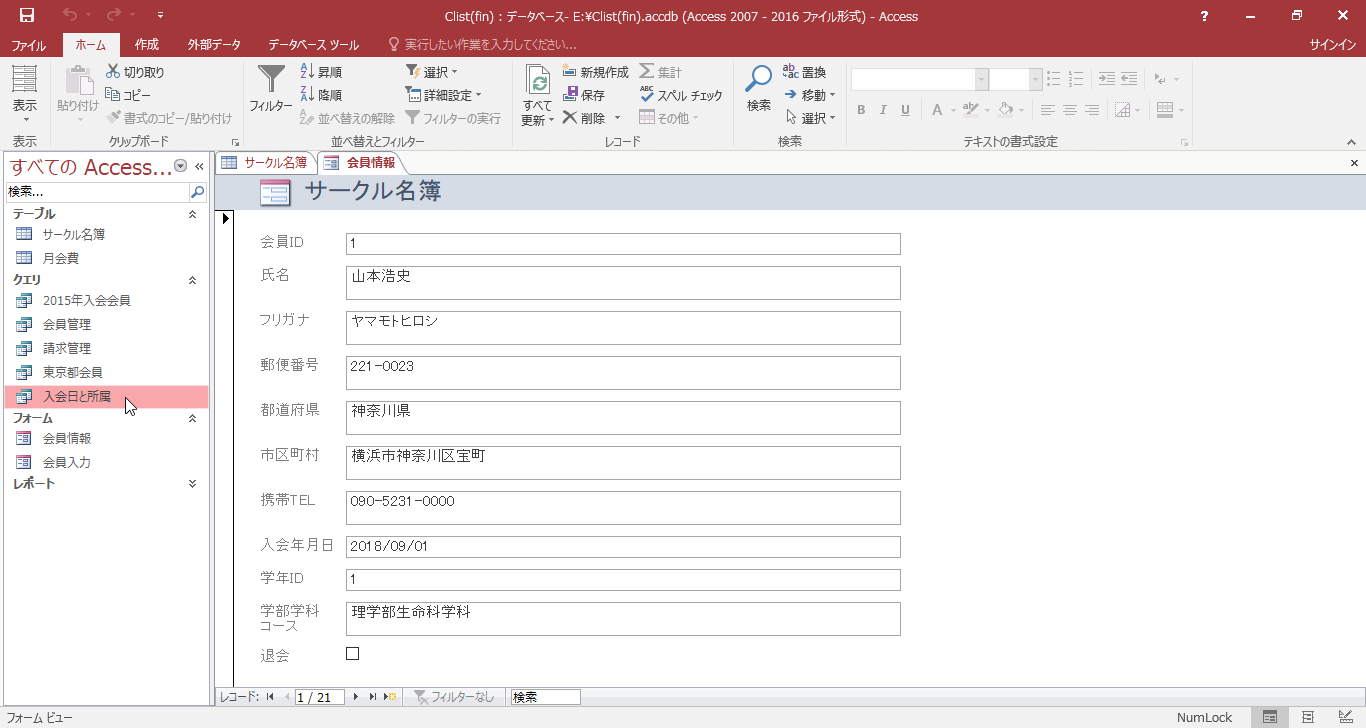 Clist(fin) : データベース- E:¥Clist(fin).accdb (Access 2007 - 2016 ファイル形式) - Access
?
ファイル ホーム 作成 外部データ データベース ツール 実行したい作業を入力してください... サインイン
表示
表示
貼り付け
切り取り
コピー
書式のコピー/貼り付け
クリップボード
フィルター
昇順
降順
並べ替えの解除
選択
詳細設定
フィルターの実行
並べ替えとフィルター
すべて
更新
新規作成
保存
削除
集計
スペル チェック
その他
レコード
検索
置換
移動
選択
検索
B I U A
テキストの書式設定
すべての Access...
検索...
テーブル
サークル名簿
月会費
クエリ
2015年入会会員
会員管理
請求管理
東京都会員
入会日と所属
フォーム
会員情報
会員入力
レポート
サークル名簿 会員情報
サークル名簿
会員ID 1
氏名 山本浩史
フリガナ ヤマモトヒロシ
郵便番号 221-0023
都道府県 神奈川県
市区町村 横浜市神奈川区宝町
携帯TEL 090-5231-0000
入会年月日 2018/09/01
学年ID 1
学部学科
コース
理学部生命科学科
退会
レコード: 1 / 21 フィルターなし 検索
フォーム ビュー NumLock